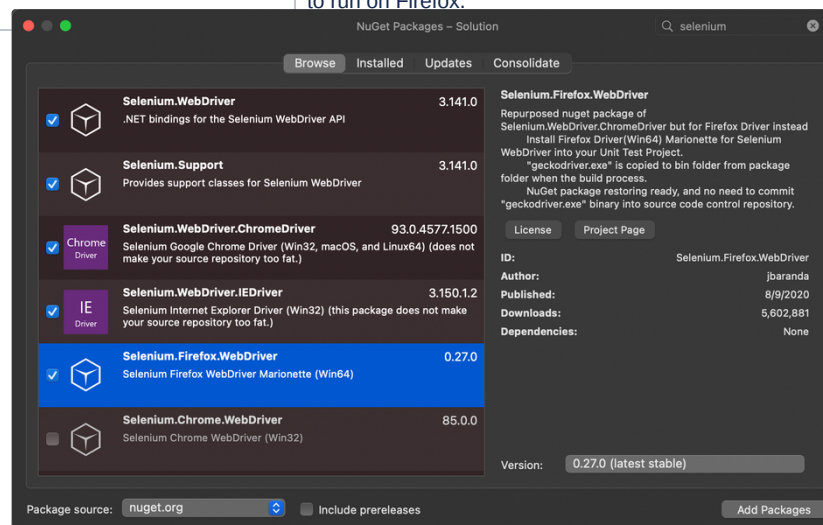 to run on Firefox.
NuGet Packages – Solution
selenium
Browse
Installed
Updates
Consolidate
Selenium.WebDriver
3.141.0
.NET bindings for the Selenium WebDriver API
Selenium.Support
3.141.0
Provides support classes for Selenium WebDriver
Chrome
Driver
Selenium.WebDriver.ChromeDriver
93.0.4577.1500
Selenium Google Chrome Driver (Win32, macOS, and Linux64) (does not
make your source repository too fat.)
IE
Driver
Selenium.WebDriver.IEDriver
3.150.1.2
Selenium Internet Explorer Driver (Win32) (this package does not make
your source repository too fat.)
Selenium.Firefox.WebDriver
0.27.0
Selenium Firefox WebDriver Marionette (Win64)
Selenium.Chrome.WebDriver
85.0.0
Selenium Chrome WebDriver (Win32)
Selenium.Firefox.WebDriver
Repurposed nuget package of
Selenium.WebDriver.ChromeDriver but for Firefox Driver instead
Install Firefox Driver(Win64) Marionette for Selenium
WebDriver into your Unit Test Project.
"geckodriver.exe" is copied to bin folder from package
folder when the build process.
NuGet package restoring ready, and no need to commit
"geckodriver.exe" binary into source code control repository.
License
Project Page
ID:
Selenium.Firefox.WebDriver
Author:
jbaranda
Published:
8/9/2020
Downloads:
5,602,881
Dependencies:
None
Version:
0.27.0 (latest stable)
Package source:
nuget.org
Include prereleases
Add Packages